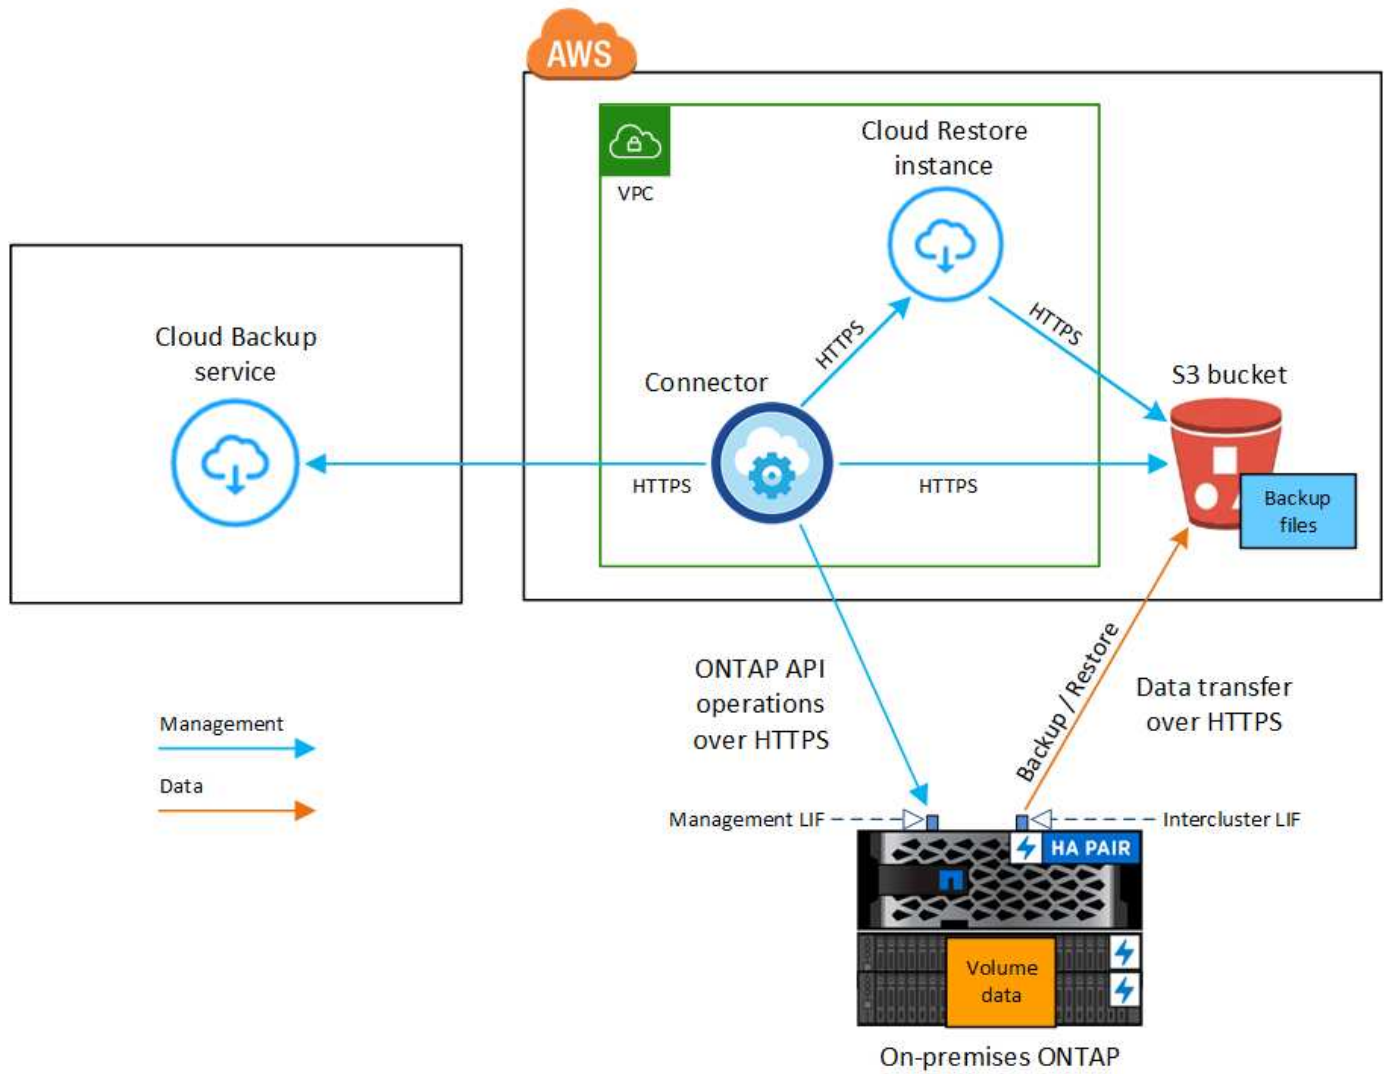 AWS
Cloud Restore
instance
VPC
HTTPS
HTTPS
Cloud Backup
service
Connector
S3 bucket
HTTPS
HTTPS
Backup
files
ONTAP API
operations
over HTTPS
Backup / Restore
Data transfer
over HTTPS
Management
Data
Management LIF
Intercluster LIF
HA PAIR
Volume
data
On-premises ONTAP